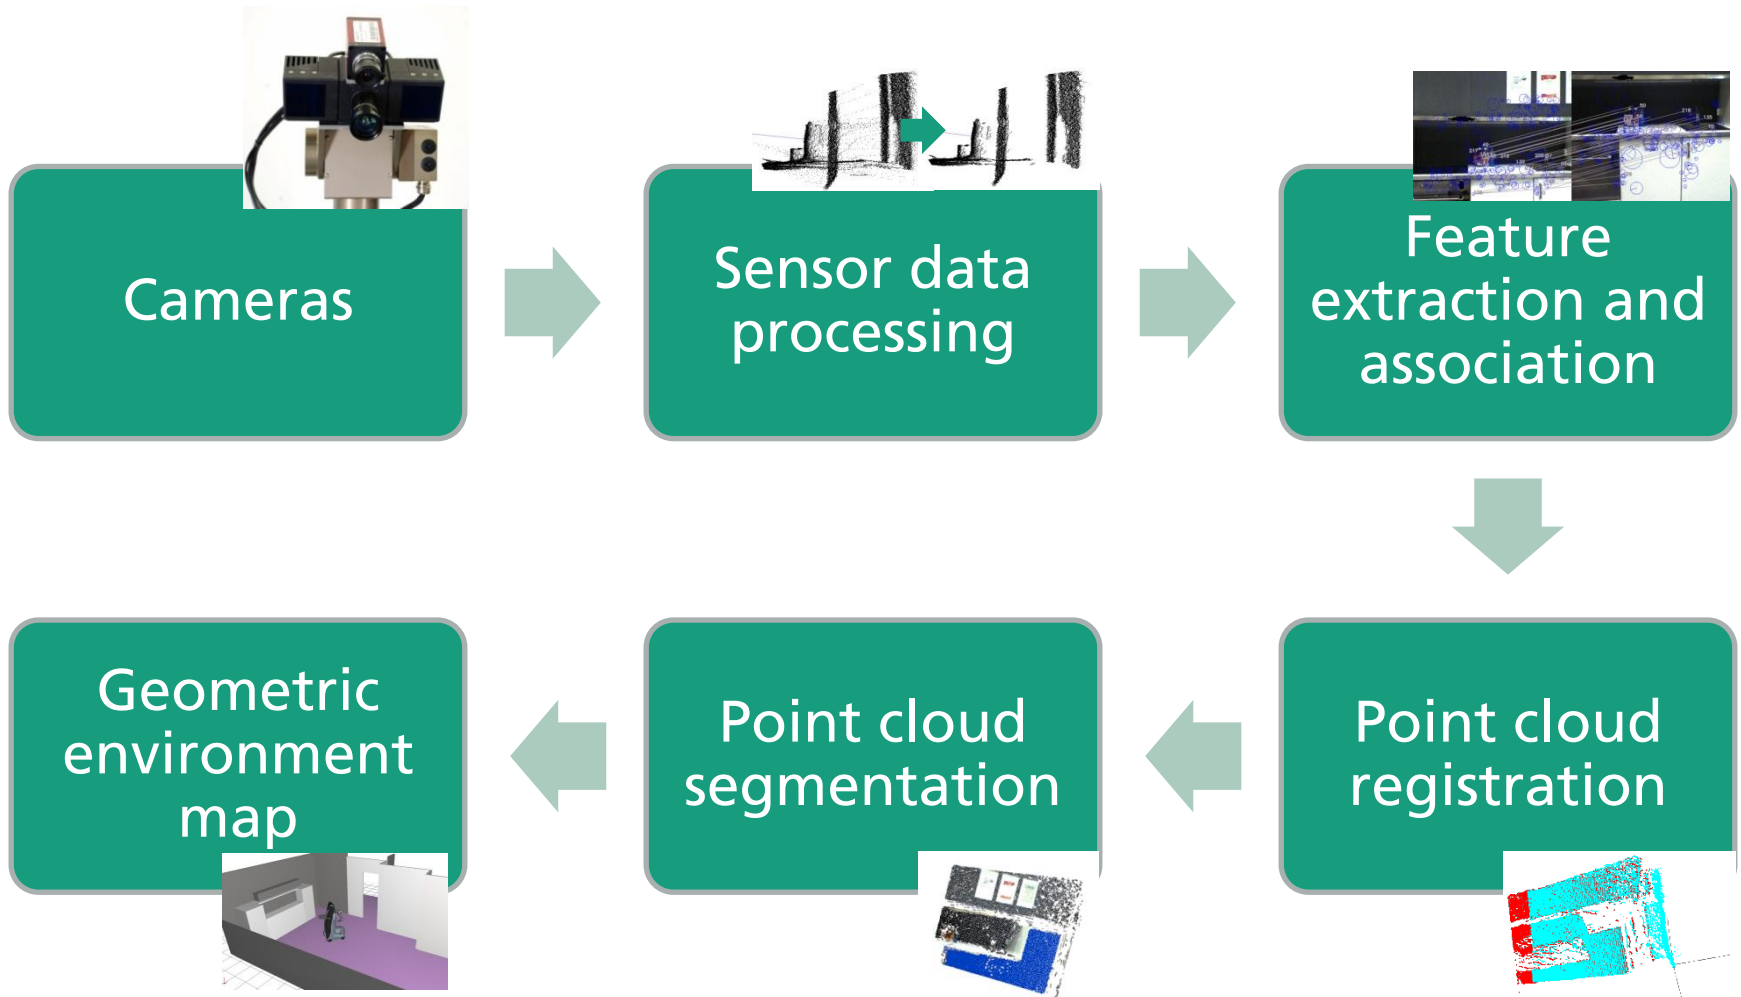 Cameras
Sensor data
processing
Feature
extraction and
association
Point cloud
registration
Point cloud
segmentation
Geometric
environment
map